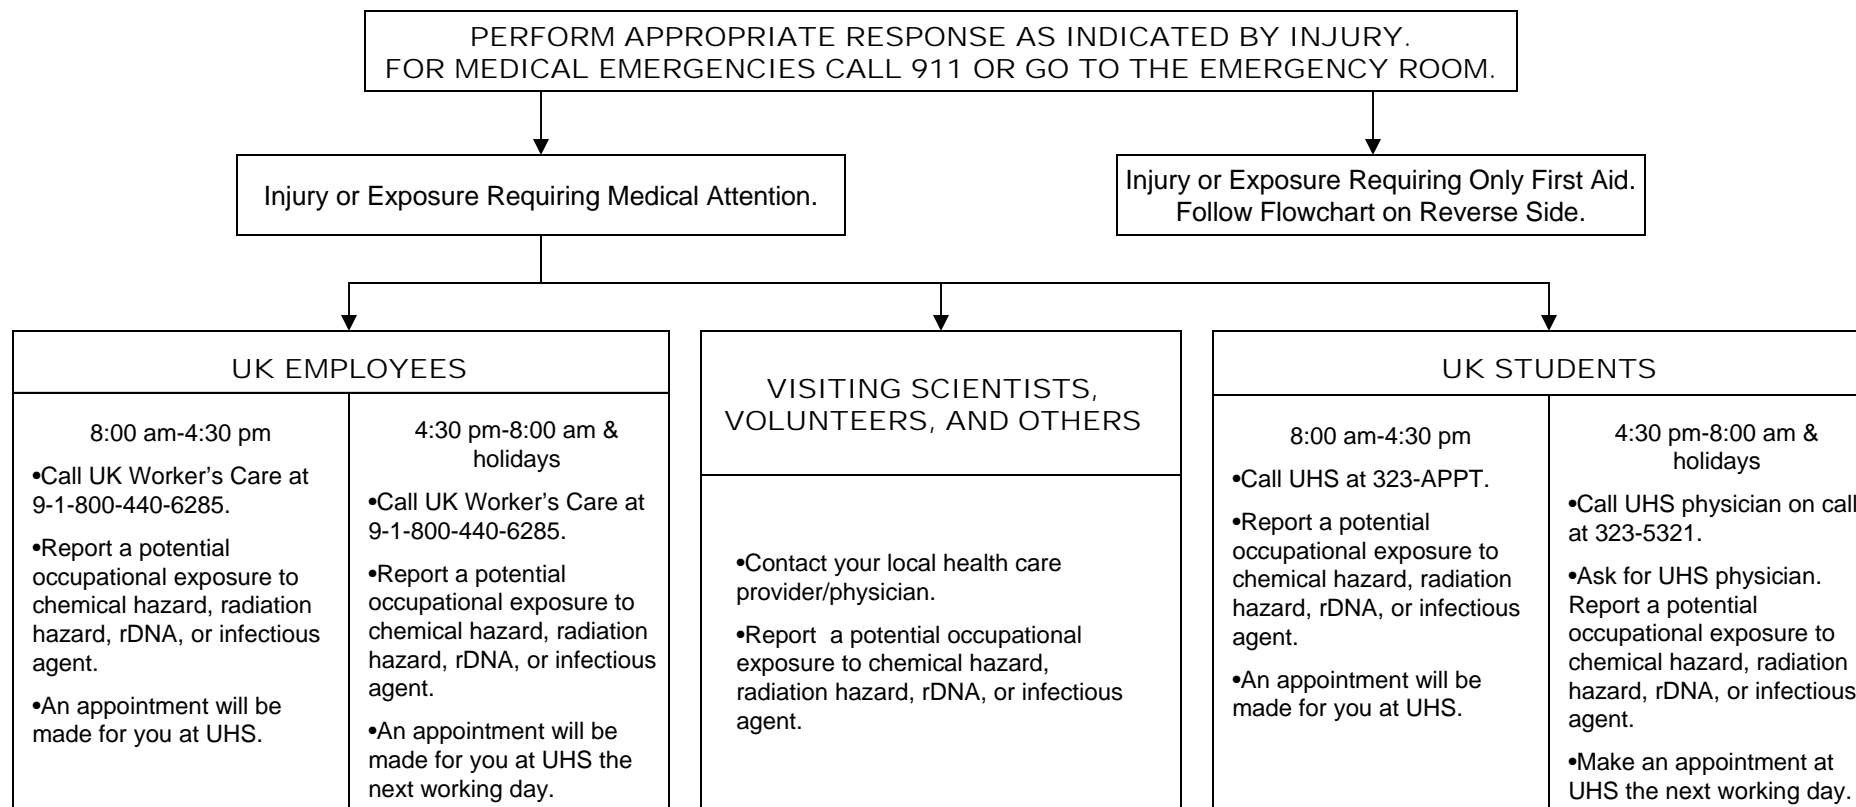 PERFORM APPROPRIATE RESPONSE AS INDICATED BY INJURY.
FOR MEDICAL EMERGENCIES CALL 911 OR GO TO THE EMERGENCY ROOM.
Injury or Exposure Requiring Medical Attention.
Injury or Exposure Requiring Only First Aid.
Follow Flowchart on Reverse Side.
UK EMPLOYEES
8:00 am-4:30 pm
•Call UK Worker’s Care at
9-1-800-440-6285.
•Report a potential
occupational exposure to
chemical hazard, radiation
hazard, rDNA, or infectious
agent.
•An appointment will be
made for you at UHS.
4:30 pm-8:00 am &
holidays
•Call UK Worker’s Care at
9-1-800-440-6285.
•Report a potential
occupational exposure to
chemical hazard, radiation
hazard, rDNA, or infectious
agent.
•An appointment will be
made for you at UHS the
next working day.
VISITING SCIENTISTS,
VOLUNTEERS, AND OTHERS
•Contact your local health care
provider/physician.
•Report  a potential occupational
exposure to chemical hazard,
radiation hazard, rDNA, or infectious
agent.
UK STUDENTS
8:00 am-4:30 pm
•Call UHS at 323-APPT.
•Report a potential
occupational exposure to
chemical hazard, radiation
hazard, rDNA, or infectious
agent.
•An appointment will be
made for you at UHS.
4:30 pm-8:00 am &
holidays
•Call UHS physician on call
at 323-5321.
•Ask for UHS physician.
Report a potential
occupational exposure to
chemical hazard, radiation
hazard, rDNA, or infectious
agent.
•Make an appointment at
UHS the next working day.